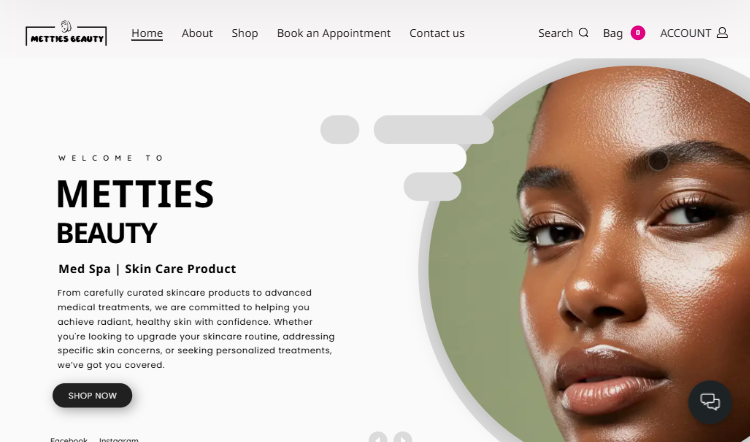 METTIES BEAUTY
Home About Shop Book an Appointment Contact us Search Bag 0 ACCOUNT
WELCOME TO
METTIES
BEAUTY
Med Spa | Skin Care Product
From carefully curated skincare products to advanced
medical treatments, we are committed to helping you
achieve radiant, healthy skin with confidence. Whether
you're looking to upgrade your skincare routine, addressing
specific skin concerns, or seeking personalized treatments,
we've got you covered.
SHOP NOW
Facebook Instagram